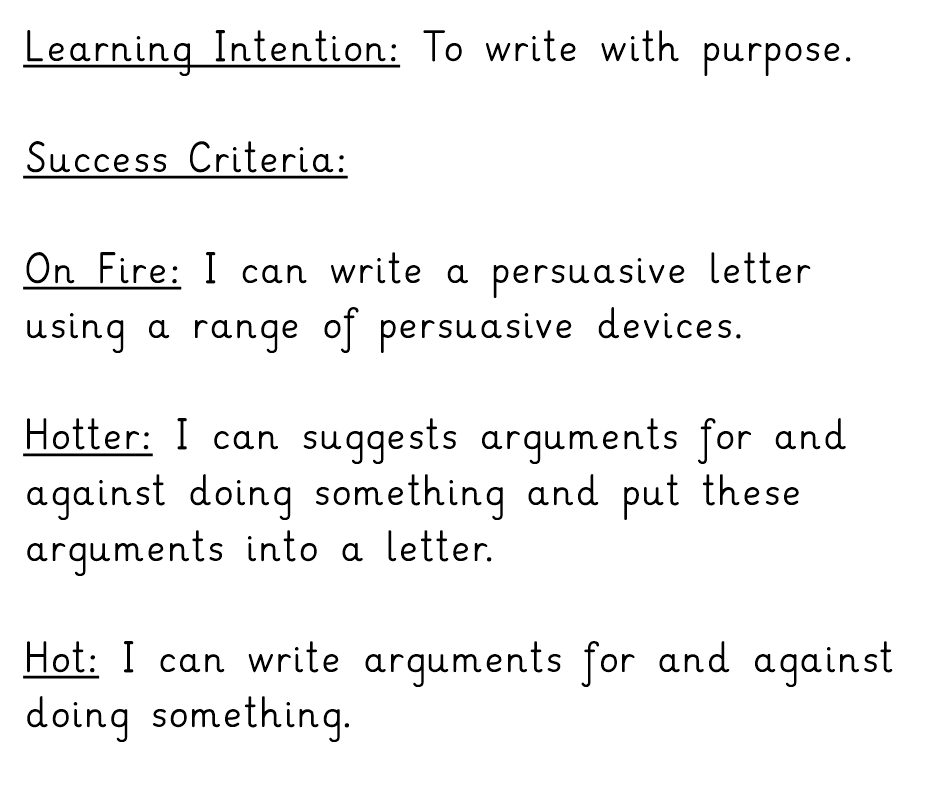 Learning Intention: To write with purpose.
Success Criteria:
On Fire: I can write a persuasive letter
using a range of persuasive devices.
Hotter: I can suggests arguments for and
against doing something and put these
arguments into a letter.
Hot: I can write arguments for and against
doing something.